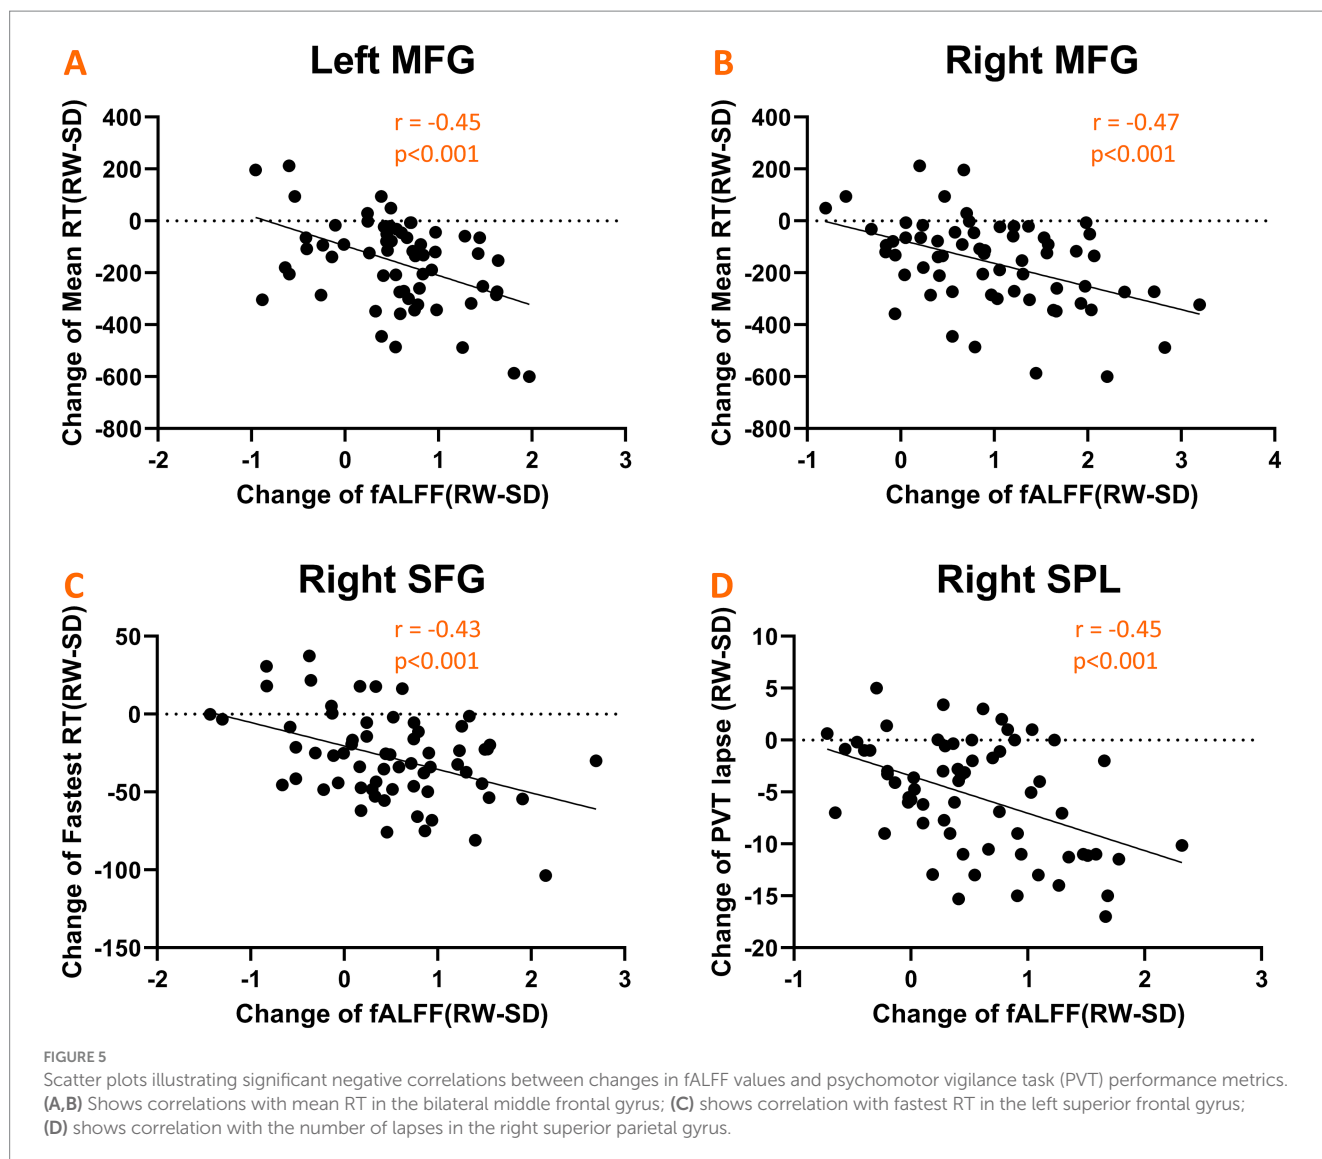 A
Left MFG
r = -0.45
p<0.001
Change of Mean RT(RW-SD)
400
200
0
-200
-400
-600
-800
-2
-1
0
1
2
3
Change of fALFF(RW-SD)
B
Right MFG
r = -0.47
p<0.001
Change of Mean RT(RW-SD)
400
200
0
-200
-400
-600
-800
-1
0
1
2
3
4
Change of fALFF(RW-SD)
C
Right SFG
r = -0.43
p<0.001
Change of Fastest RT(RW-SD)
50
0
-50
-100
-150
-2
-1
0
1
2
3
Change of fALFF(RW-SD)
D
Right SPL
r = -0.45
p<0.001
Change of PVT lapse (RW-SD)
10
5
0
-5
-10
-15
-20
-1
0
1
2
3
Change of fALFF(RW-SD)
FIGURE 5
Scatter plots illustrating significant negative correlations between changes in fALFF values and psychomotor vigilance task (PVT) performance metrics.
(A,B) Shows correlations with mean RT in the bilateral middle frontal gyrus; (C) shows correlation with fastest RT in the left superior frontal gyrus;
(D) shows correlation with the number of lapses in the right superior parietal gyrus.